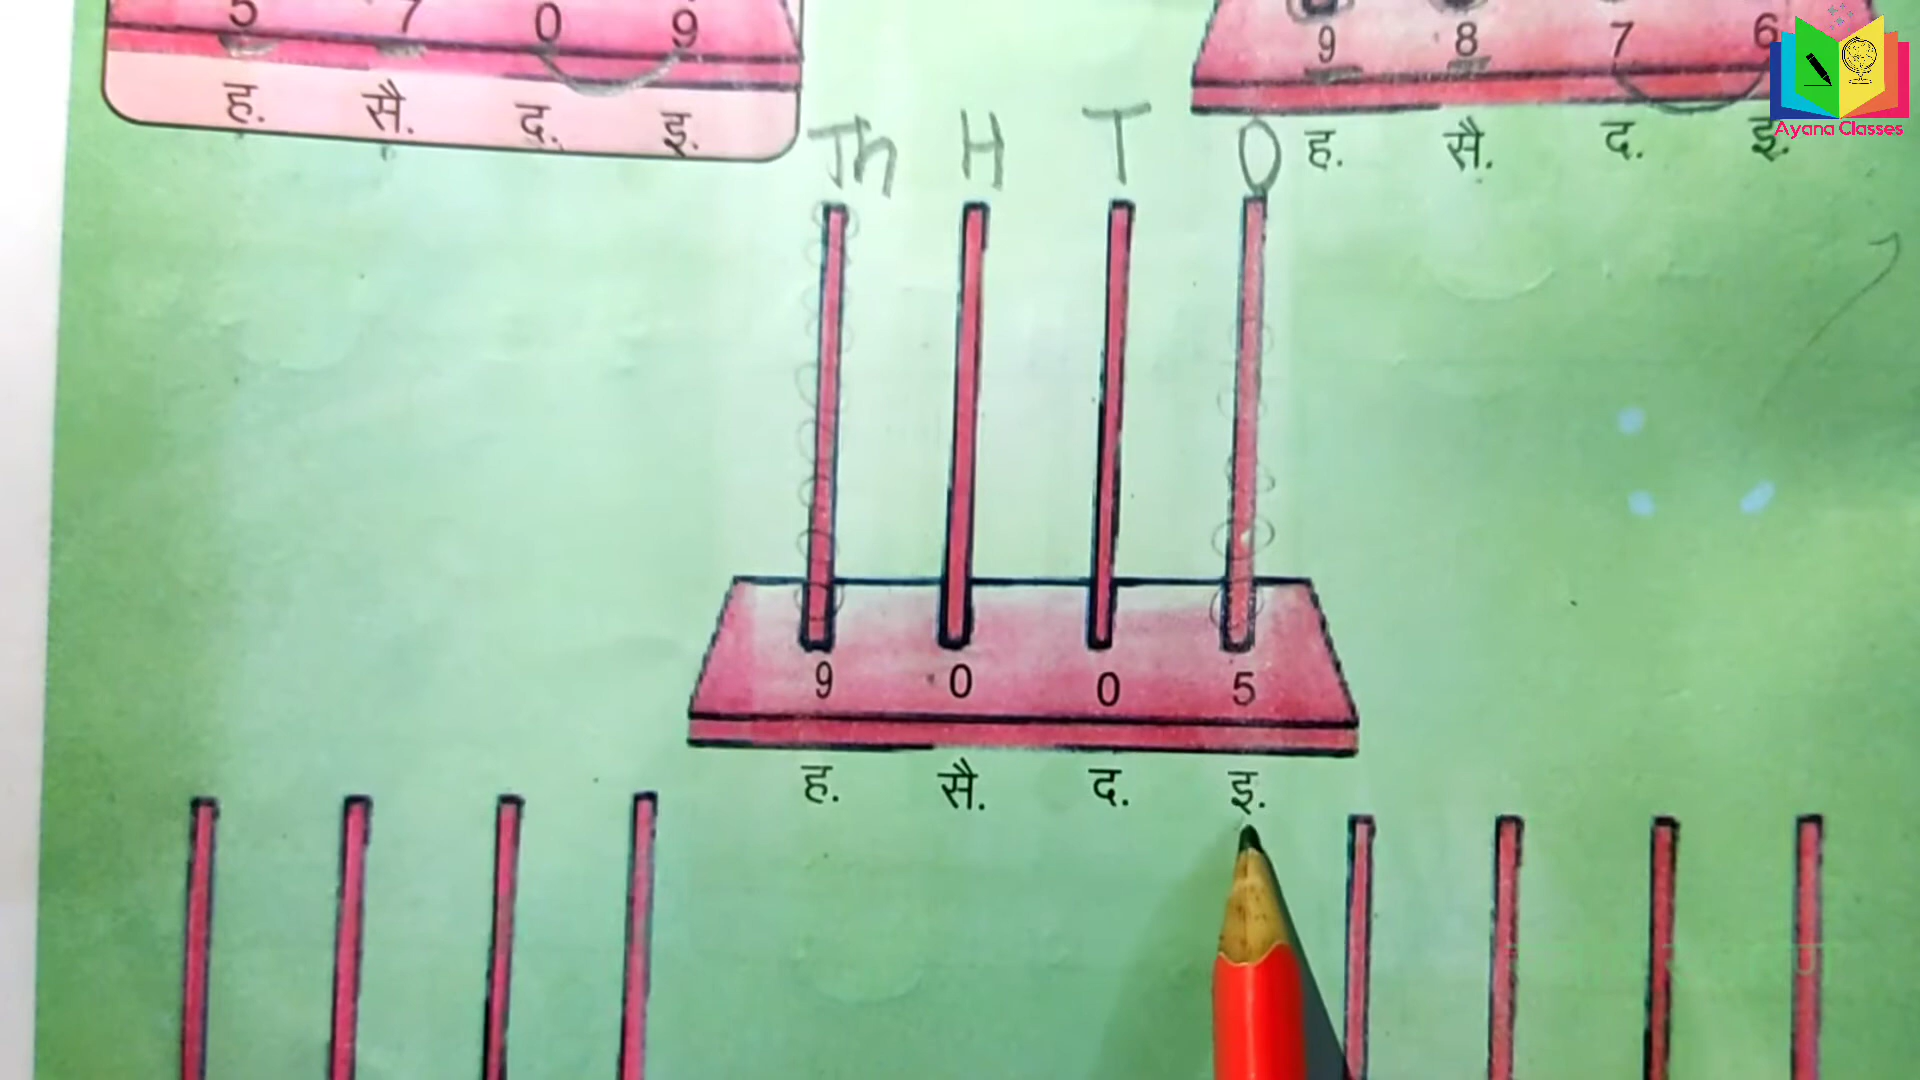 5 7 0 9
ह. सै. द. इ.
9 8 7 6
ह. सै. द. इ.
Ayana Classes
Th H T O
9 0 0 5
ह. सै. द. इ.